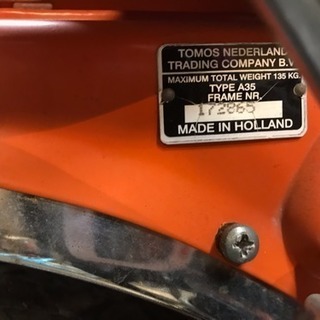 TOMOS NEDERLAND
TRADING COMPANY B.V
MAXIMUM TOTAL WEIGHT 135 KG.
TYPE A35
FRAME NR.
172865
MADE IN HOLLAND